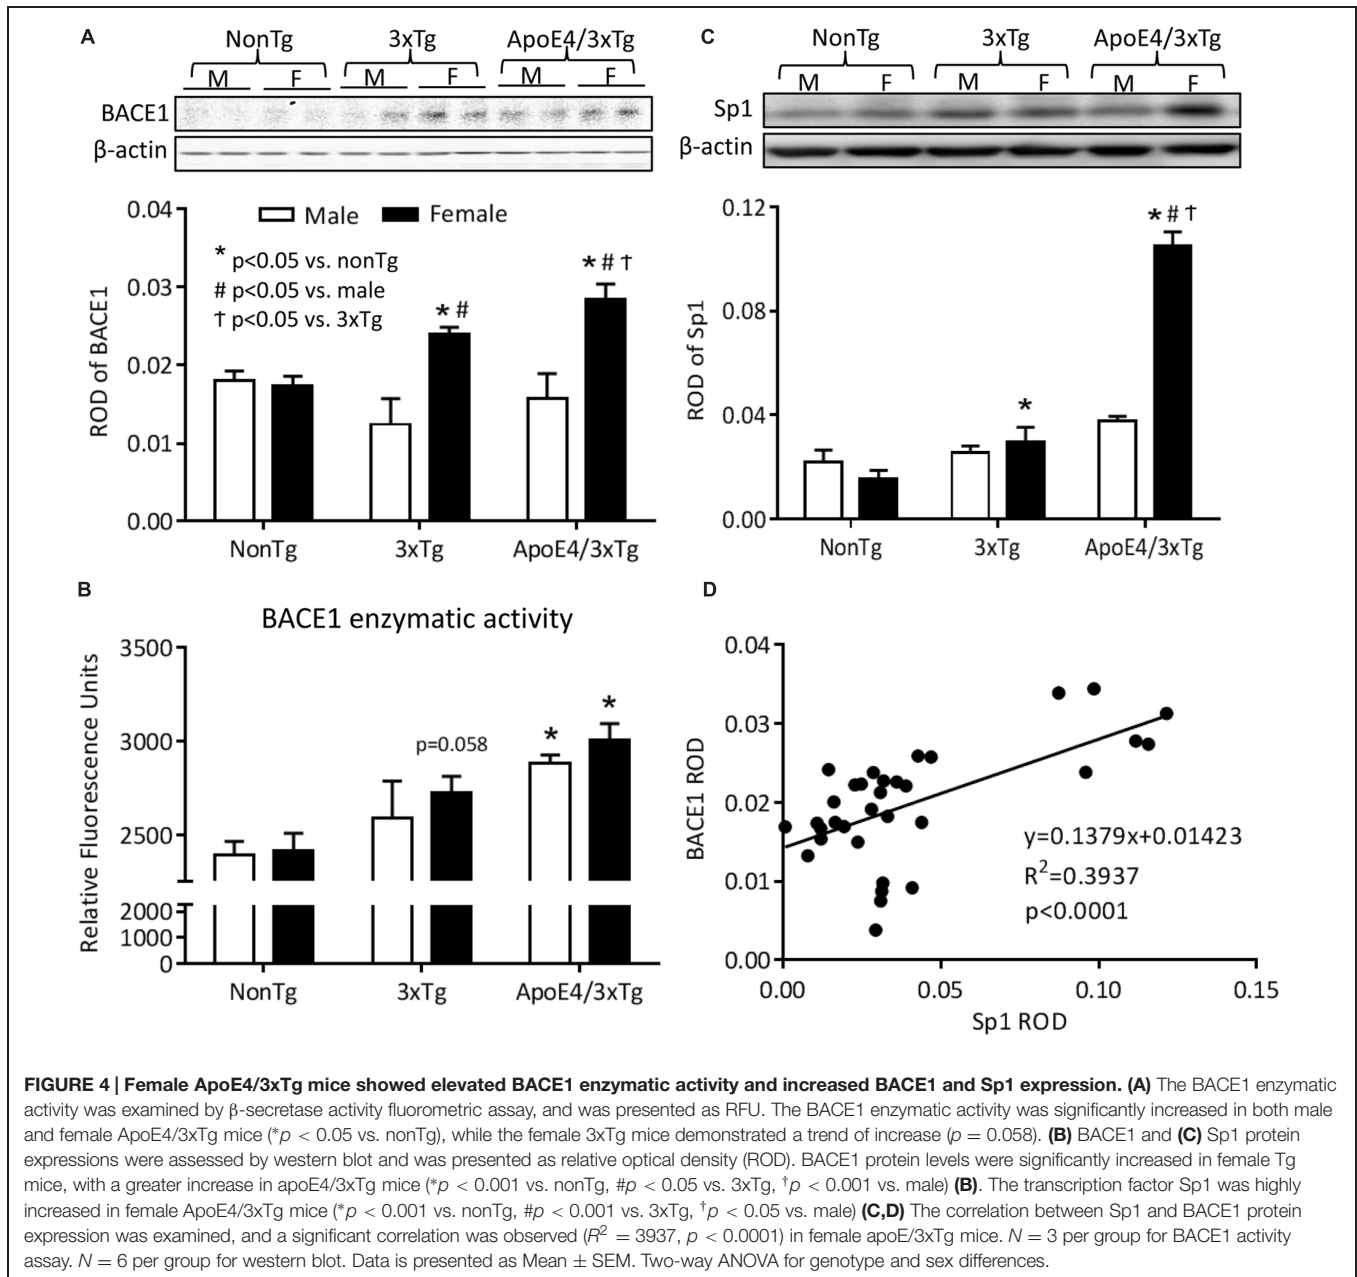 A
NonTg 3xTg ApoE4/3xTg
M F M F M F
BACE1
β-actin
0.04
0.03
0.02
0.01
0.00
ROD of BACE1
Male Female
* p<0.05 vs. nonTg
# p<0.05 vs. male
† p<0.05 vs. 3xTg
* #
* # †
NonTg 3xTg ApoE4/3xTg
C
NonTg 3xTg ApoE4/3xTg
M F M F M F
Sp1
β-actin
0.12
0.08
0.04
0.00
ROD of Sp1
*
* # †
NonTg 3xTg ApoE4/3xTg
B
BACE1 enzymatic activity
3500
3000
2500
2000
1000
0
Relative Fluorescence Units
p=0.058
* *
NonTg 3xTg ApoE4/3xTg
D
0.04
0.03
0.02
0.01
0.00
BACE1 ROD
y=0.1379x+0.01423
R²=0.3937
p<0.0001
0.00 0.05 0.10 0.15
Sp1 ROD
FIGURE 4 | Female ApoE4/3xTg mice showed elevated BACE1 enzymatic activity and increased BACE1 and Sp1 expression. (A) The BACE1 enzymatic
activity was examined by β-secretase activity fluorometric assay, and was presented as RFU. The BACE1 enzymatic activity was significantly increased in both male
and female ApoE4/3xTg mice (*p < 0.05 vs. nonTg), while the female 3xTg mice demonstrated a trend of increase (p = 0.058). (B) BACE1 and (C) Sp1 protein
expressions were assessed by western blot and was presented as relative optical density (ROD). BACE1 protein levels were significantly increased in female Tg
mice, with a greater increase in apoE4/3xTg mice (*p < 0.001 vs. nonTg, #p < 0.05 vs. 3xTg, †p < 0.001 vs. male) (B). The transcription factor Sp1 was highly
increased in female ApoE4/3xTg mice (*p < 0.001 vs. nonTg, #p < 0.001 vs. 3xTg, †p < 0.05 vs. male) (C,D) The correlation between Sp1 and BACE1 protein
expression was examined, and a significant correlation was observed (R² = 3937, p < 0.0001) in female apoE/3xTg mice. N = 3 per group for BACE1 activity
assay. N = 6 per group for western blot. Data is presented as Mean ± SEM. Two-way ANOVA for genotype and sex differences.